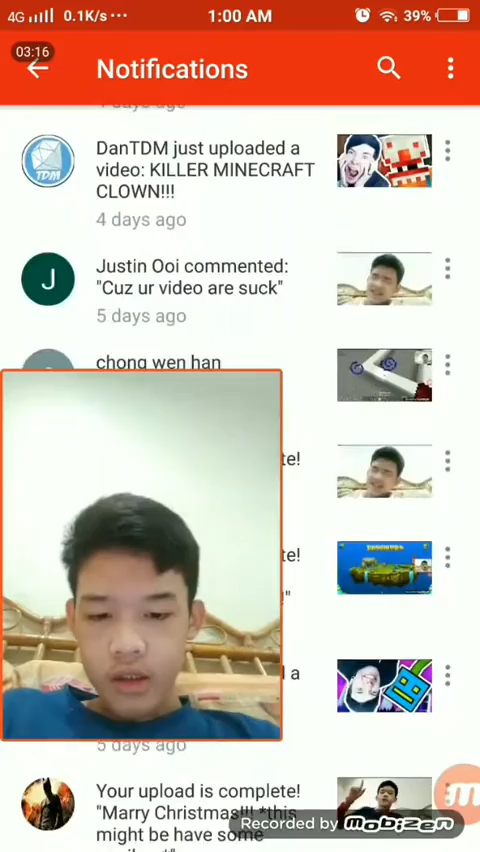 4G 0.1K/s ··· 1:00 AM 39%
03:16
Notifications
DanTDM just uploaded a
video: KILLER MINECRAFT
CLOWN!!!
4 days ago
TDM
J
Justin Ooi commented:
"Cuz ur video are suck"
5 days ago
chong wen han
te!
te!
!"
d a
5 days ago
Your upload is complete!
"Marry Christmas!!! *this
might be have some
Recorded by mobizen